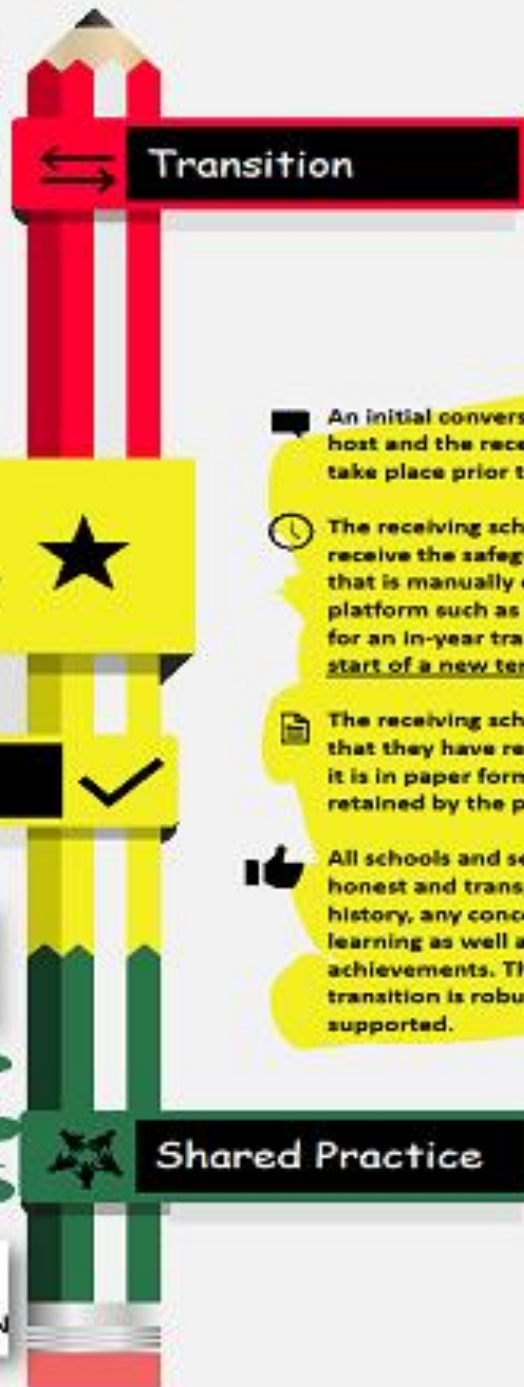 Transition
An initial convers
host and the rece
take place prior t
The receiving sch
receive the safeg
that is manually
platform such as
for an in-year tra
start of a new ter
The receiving sch
that they have re
it is in paper form
retained by the p
All schools and se
honest and trans
history, any conce
learning as well a
achievements. Th
transition is robu
supported.
Shared Practice
N